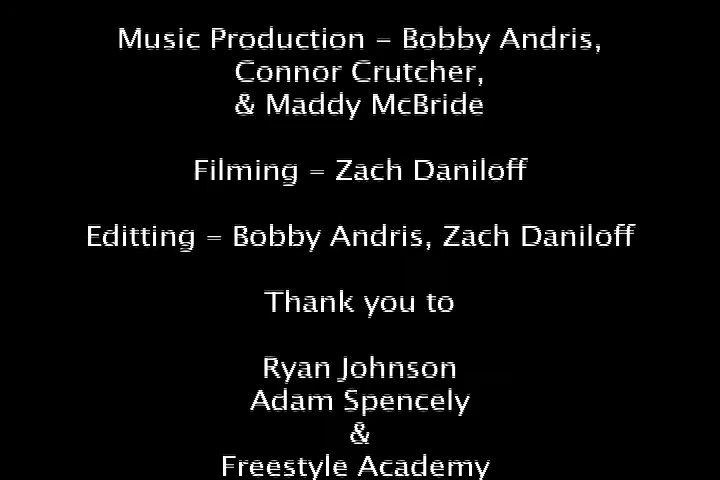 Music Production - Bobby Andris,
Connor Crutcher,
& Maddy McBride
Filming = Zach Daniloff
Editting = Bobby Andris, Zach Daniloff
Thank you to
Ryan Johnson
Adam Spencely
&
Freestyle Academy